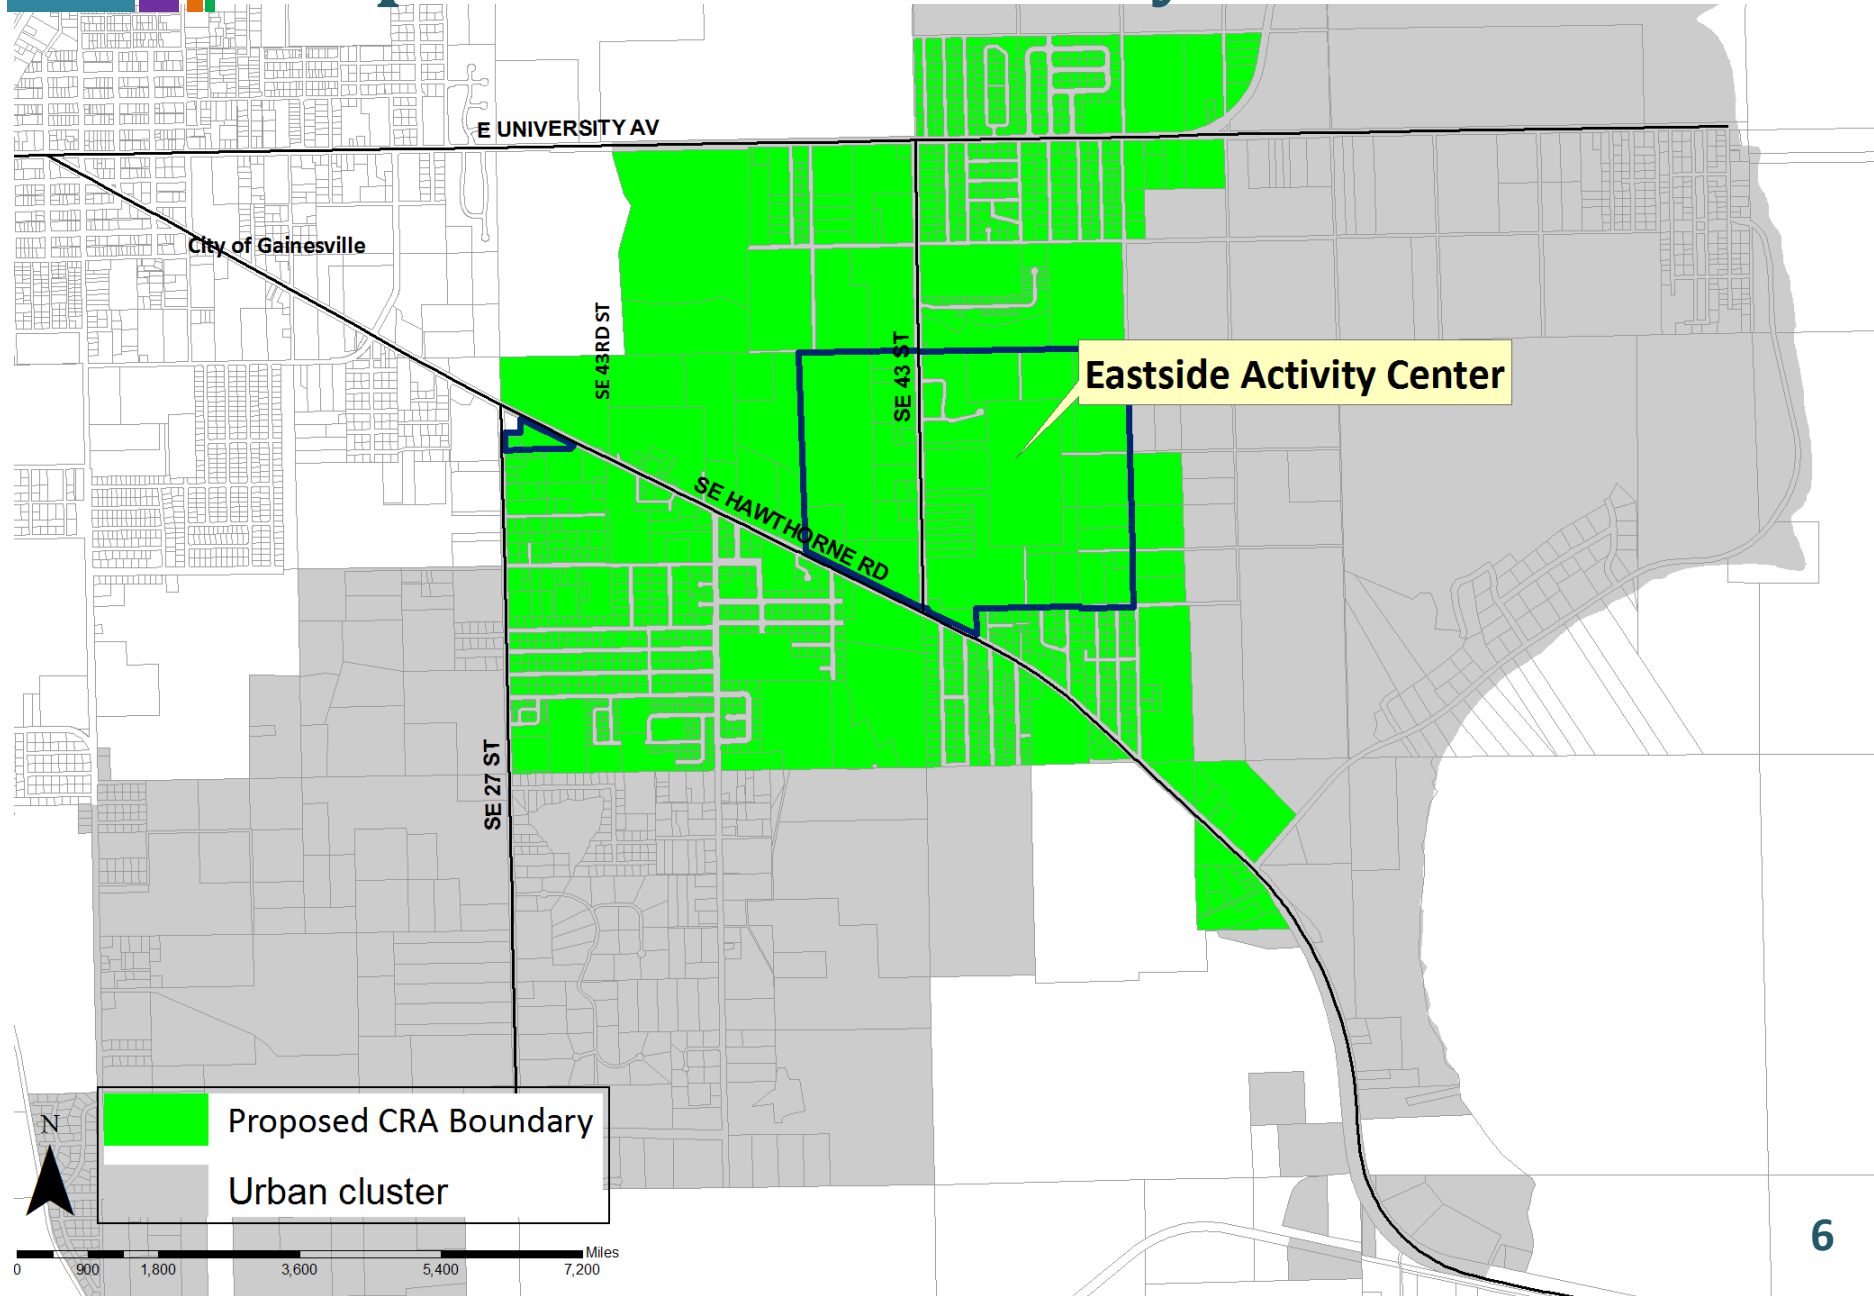 E UNIVERSITY AV
City of Gainesville
SE 43RD ST
SE 43 ST
Eastside Activity Center
SE HAWTHORNE RD
SE 27 ST
N
Proposed CRA Boundary
Urban cluster
Miles
0 900 1,800 3,600 5,400 7,200
6